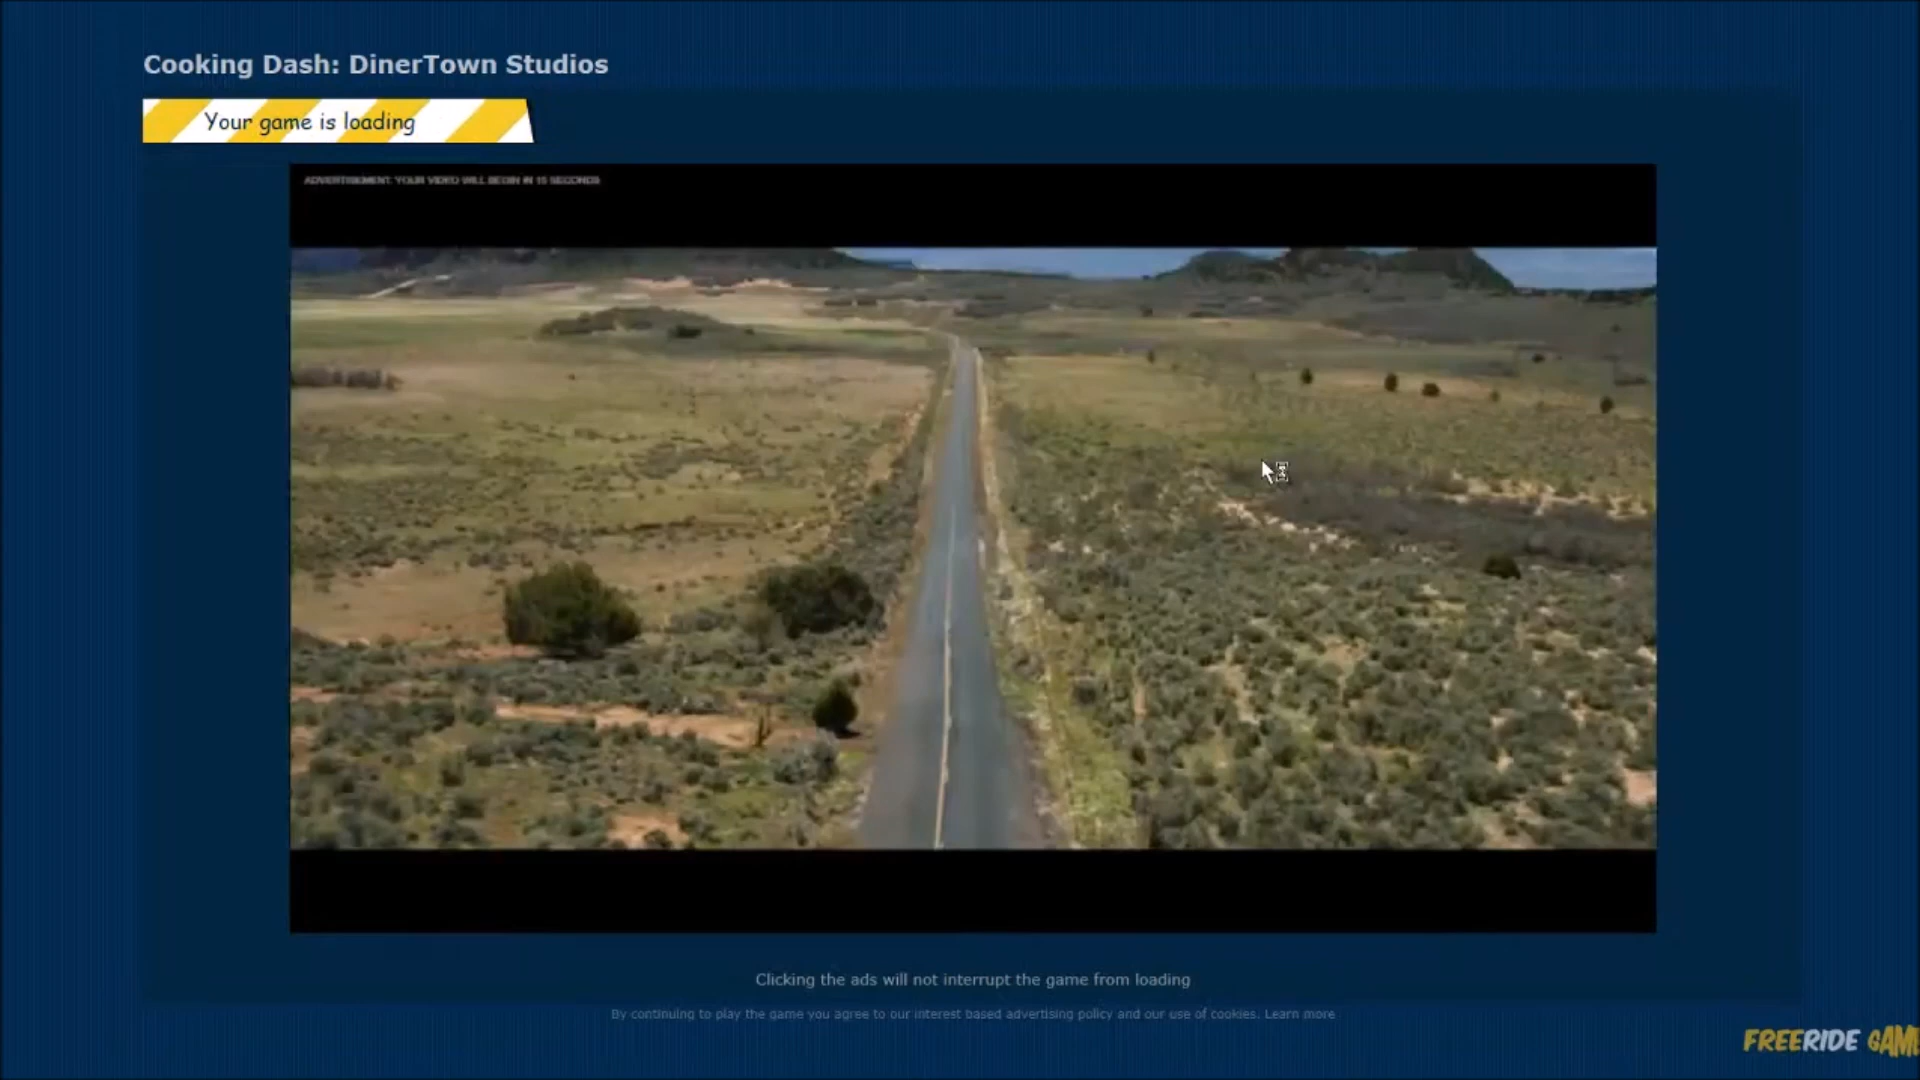 Cooking Dash: DinerTown Studios
Your game is loading
ADVERTISEMENT: YOUR VIDEO WILL BEGIN IN 15 SECONDS
Clicking the ads will not interrupt the game from loading
By continuing to play the game you agree to our interest based advertising policy and our use of cookies. Learn more
FREERIDE GAM